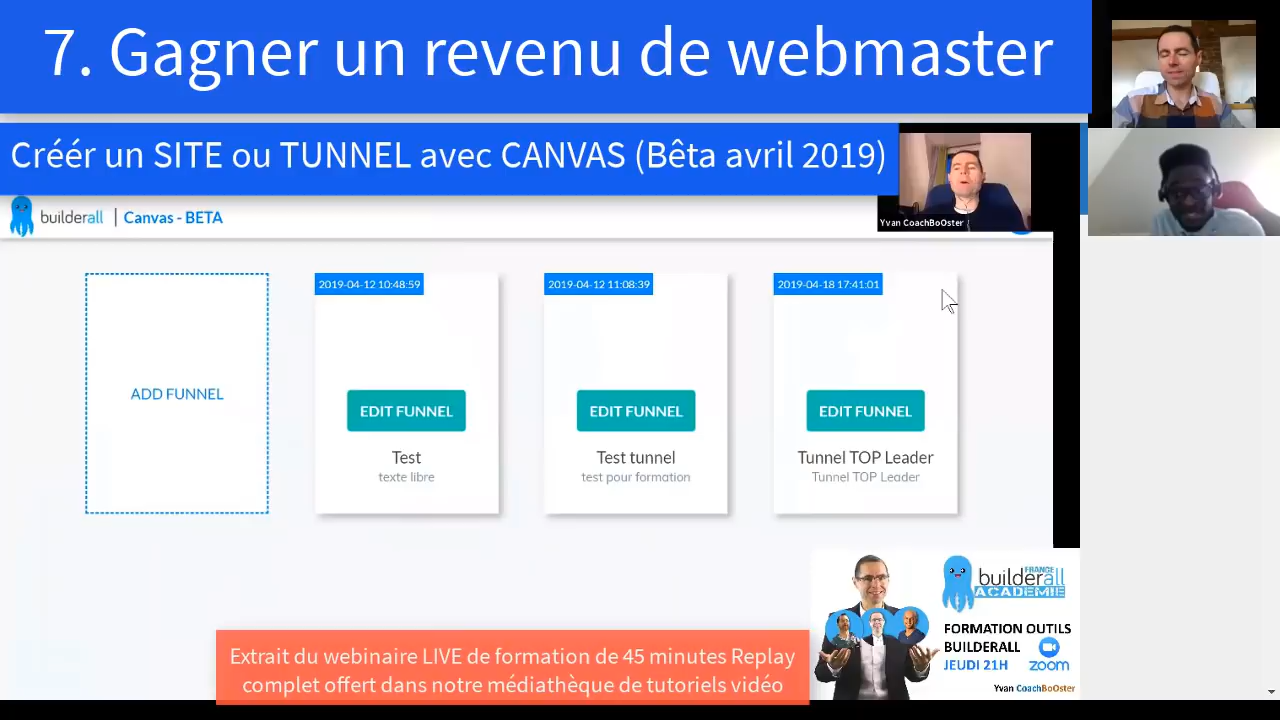 7. Gagner un revenu de webmaster
Créér un SITE ou TUNNEL avec CANVAS (Bêta avril 2019)
builderall | Canvas - BETA
Yvan CoachBoOster
2019-04-12 10:48:59
2019-04-12 11:08:39
2019-04-18 17:41:01
ADD FUNNEL
EDIT FUNNEL
EDIT FUNNEL
EDIT FUNNEL
Test
Test tunnel
Tunnel TOP Leader
texte libre
test pour formation
Tunnel TOP Leader
FRANCE
builderall
ACADEMIE
FORMATION OUTILS
BUILDERALL
JEUDI 21H
zoom
Yvan CoachBoOster
Extrait du webinaire LIVE de formation de 45 minutes Replay
complet offert dans notre médiathèque de tutoriels vidéo